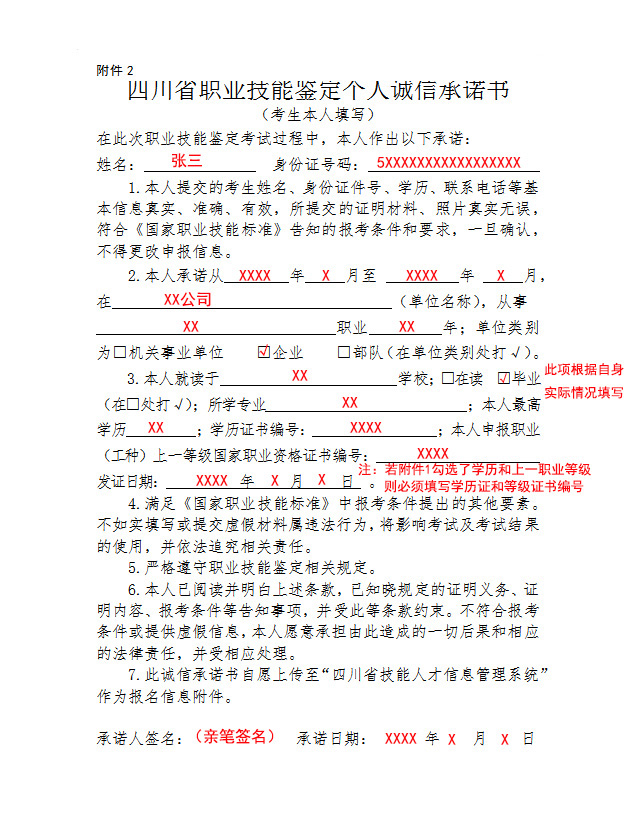 附件 2
四川省职业技能鉴定个人诚信承诺书
（考生本人填写）
在此次职业技能鉴定考试过程中，本人作出以下承诺：
姓名：张三 身份证号码：5XXXXXXXXXXXXXXXXX
1.本人提交的考生姓名、身份证件号、学历、联系电话等基
本信息真实、准确、有效，所提交的证明材料、照片真实无误，
符合《国家职业技能标准》告知的报考条件和要求，一旦确认，
不得更改申报信息。
2.本人承诺从 XXXX 年 X 月至 XXXX 年 X 月，
在 XX公司 （单位名称），从事
XX 职业 XX 年；单位类别
为□机关事业单位 ☑企业 □部队（在单位类别处打√）。
3.本人就读于 XX 学校；□在读 ☑毕业
（在□处打√）；所学专业 XX ；本人最高
学历 XX ；学历证书编号： XXXX ；本人申报职业
（工种）上一等级国家职业资格证书编号： XXXX
发证日期： XXXX 年 X 月 X 日 。
此项根据自身
实际情况填写
注：若附件1勾选了学历和上一职业等级
则必须填写学历证和等级证书编号
4.满足《国家职业技能标准》中报考条件提出的其他要素。
不如实填写或提交虚假材料属违法行为，将影响考试及考试结果
的使用，并依法追究相关责任。
5.严格遵守职业技能鉴定相关规定。
6.本人已阅读并明白上述条款，已知晓规定的证明义务、证
明内容、报考条件等告知事项，并受此等条款约束。不符合报考
条件或提供虚假信息，本人愿意承担由此造成的一切后果和相应
的法律责任，并受相应处理。
7.此诚信承诺书自愿上传至“四川省技能人才信息管理系统”
作为报名信息附件。
承诺人签名：（亲笔签名） 承诺日期： XXXX 年 X 月 X 日